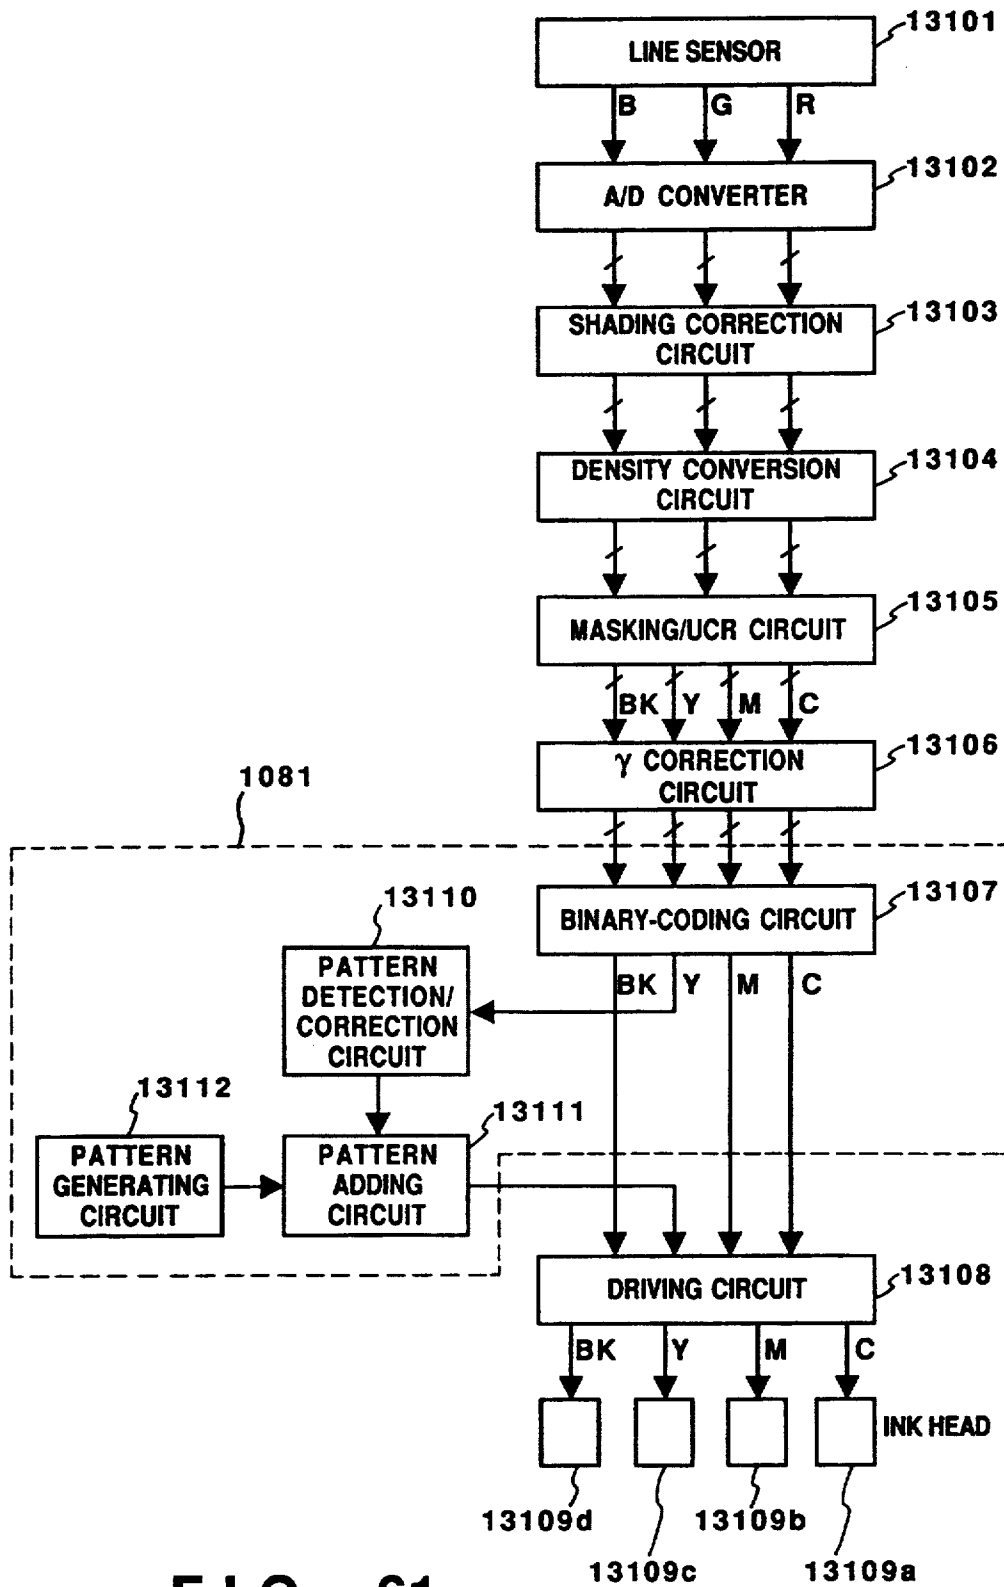 13101
LINE SENSOR
B G R
13102
A/D CONVERTER
13103
SHADING CORRECTION
CIRCUIT
13104
DENSITY CONVERSION
CIRCUIT
13105
MASKING/UCR CIRCUIT
BK Y M C
13106
γ CORRECTION
CIRCUIT
1081
13107
BINARY-CODING CIRCUIT
13110
PATTERN
DETECTION/
CORRECTION
CIRCUIT
BK Y M C
13112
PATTERN
GENERATING
CIRCUIT
13111
PATTERN
ADDING
CIRCUIT
13108
DRIVING CIRCUIT
BK Y M C
INK HEAD
13109d
13109b
13109c
13109a
FIG. 61